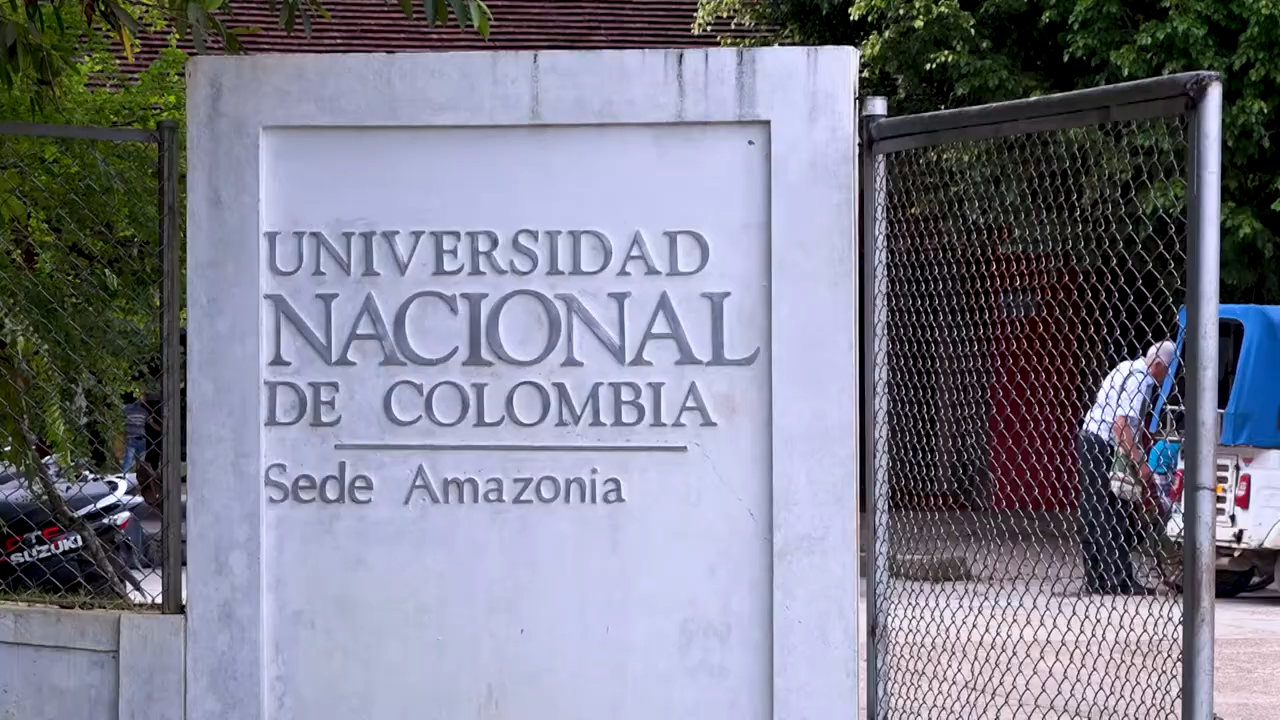 UNIVERSIDAD
NACIONAL
DE COLOMBIA
Sede Amazonia
SUZUKI